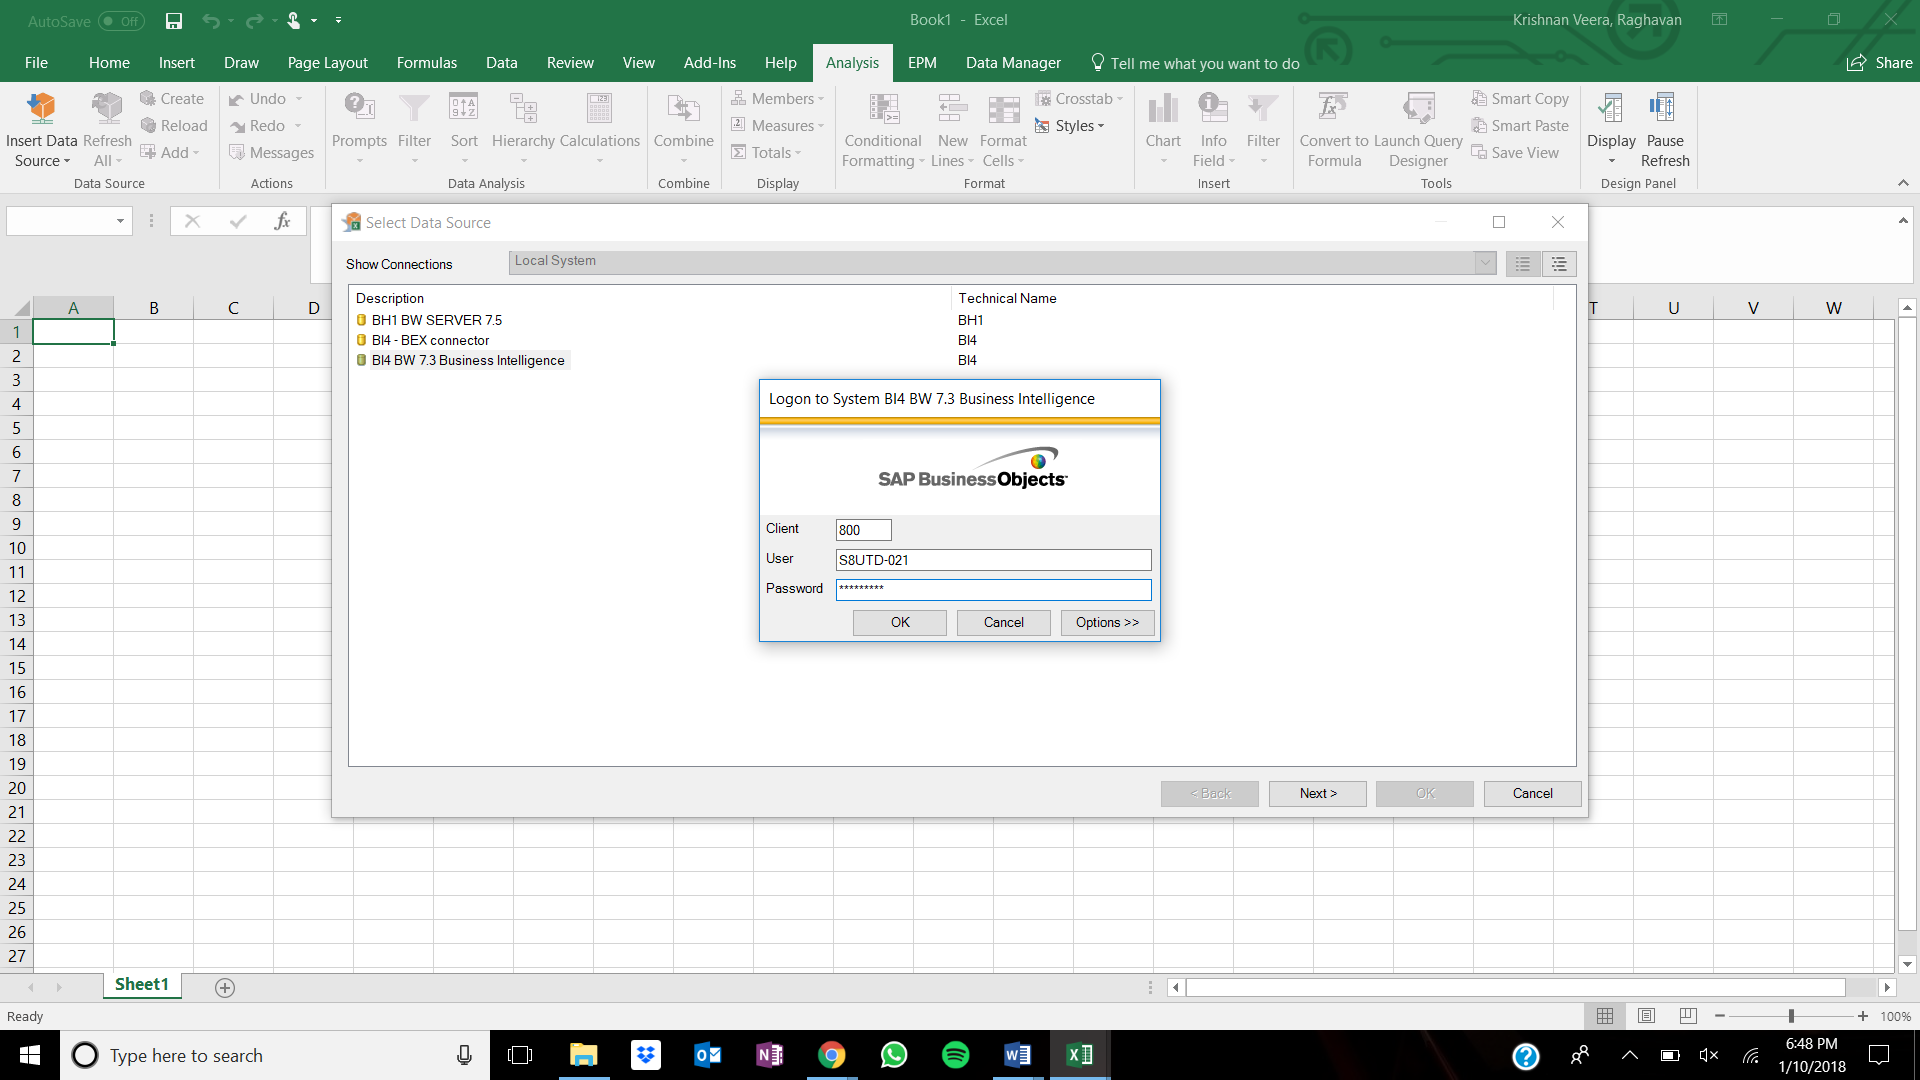 AutoSave Off
Book1 - Excel
Krishnan Veera, Raghavan
File Home Insert Draw Page Layout Formulas Data Review View Add-Ins Help Analysis EPM Data Manager Tell me what you want to do Share
Insert Data Source
Refresh All
Create
Reload
Add
Data Source
Undo
Redo
Messages
Actions
Prompts
Filter
Sort
Hierarchy
Calculations
Data Analysis
Combine
Combine
Members
Measures
Totals
Display
Conditional Formatting
New Lines
Format Cells
Crosstab
Styles
Format
Chart
Info Field
Filter
Insert
Convert to Formula
Launch Query Designer
Smart Copy
Smart Paste
Save View
Tools
Display
Pause Refresh
Design Panel
fx
Select Data Source
Show Connections Local System
Description Technical Name
BH1 BW SERVER 7.5 BH1
BI4 - BEX connector BI4
BI4 BW 7.3 Business Intelligence BI4
Logon to System BI4 BW 7.3 Business Intelligence
SAP BusinessObjects
Client 800
User S8UTD-021
Password *********
OK Cancel Options >>
< Back Next > OK Cancel
A B C D T U V W
1
2
3
4
5
6
7
8
9
10
11
12
13
14
15
16
17
18
19
20
21
22
23
24
25
26
27
Sheet1
Ready
100%
Type here to search
6:48 PM
1/10/2018